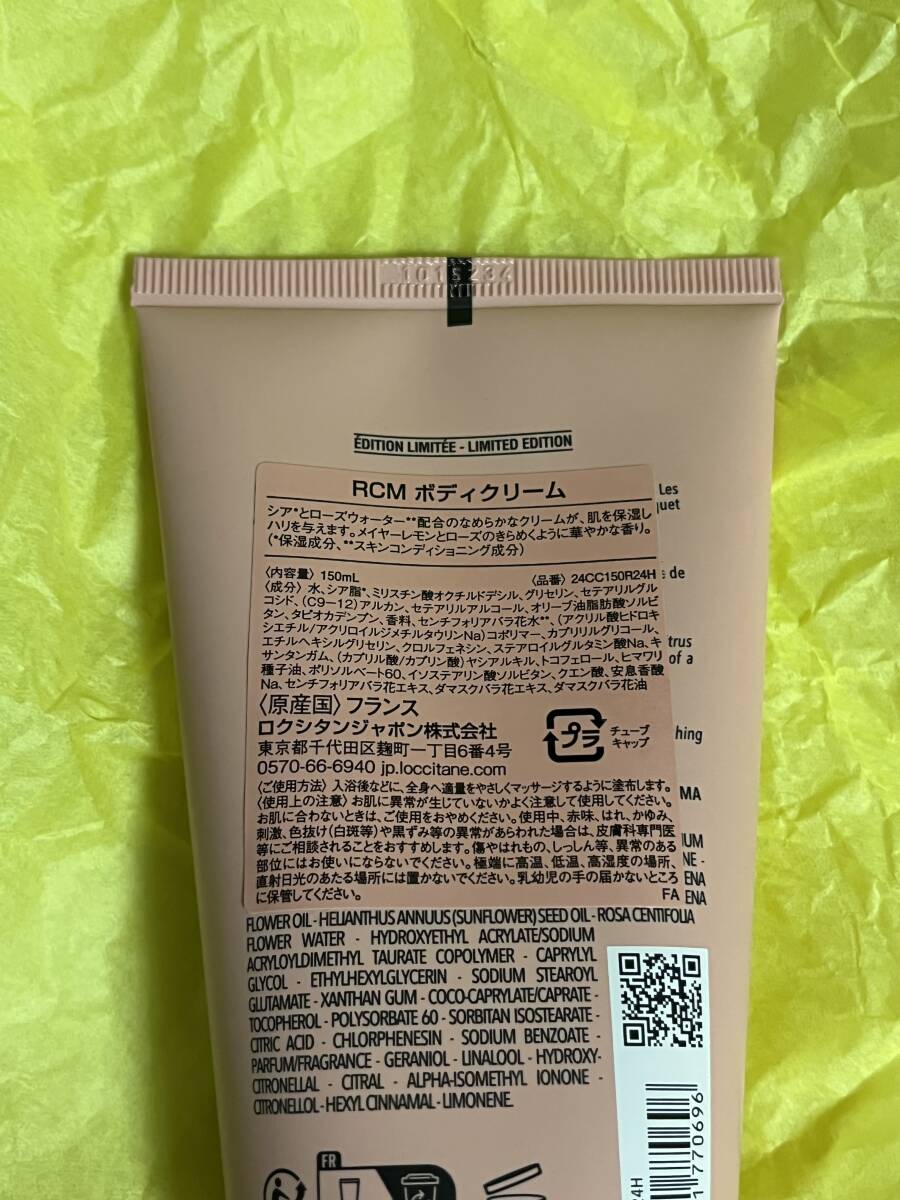 1015234
ÉDITION LIMITÉE - LIMITED EDITION
Les
RCM ボディクリーム
シア*とローズウォーター**配合のなめらかなクリームが、肌を保湿し
ハリを与えます。メイヤーレモンとローズのきらめくように華やかな香り。
(*保湿成分、**スキンコンディショニング成分)
〈内容量〉 150mL 〈品番〉 24CC150R24H
de
〈成分〉 水、シア脂*、ミリスチン酸オクチルドデシル、グリセリン、セテアリルグル
コシド、(C9-12)アルカン、セテアリルアルコール、オリーブ油脂肪酸ソルビ
タン、タピオカデンプン、香料、センチフォリアバラ花水**、(アクリル酸ヒドロキ
シエチル/アクリロイルジメチルタウリンNa)コポリマー、カプリリルグリコール、
エチルヘキシルグリセリン、クロルフェネシン、ステアロイルグルタミン酸Na、キ
サンタンガム、(カプリル酸/カプリン酸)ヤシアルキル、トコフェロール、ヒマワリ
of a
種子油、ポリソルベート60、イソステアリン酸ソルビタン、クエン酸、安息香酸
Na、センチフォリアバラ花エキス、ダマスクバラ花エキス、ダマスクバラ花油
〈原産国〉 フランス
ロクシタンジャポン株式会社
プラ チューブ
キャップ
hing
東京都千代田区麹町一丁目6番4号
0570-66-6940 jp.loccitane.com
〈ご使用方法〉 入浴後などに、全身へ適量をやさしくマッサージするように塗布します。
〈使用上の注意〉 お肌に異常が生じていないかよく注意して使用してください。
MA
お肌に合わないときは、ご使用をおやめください。使用中、赤味、はれ、かゆみ、
刺激、色抜け(白斑等)や黒ずみ等の異常があらわれた場合は、皮膚科専門医
等にご相談されることをおすすめします。傷やはれもの、しっしん等、異常のある
UM
部位にはお使いにならないでください。極端に高温、低温、高湿度の場所、
NE -
直射日光のあたる場所には置かないでください。乳幼児の手の届かないところ
ENA
に保管してください。 FA
ENA
FLOWER OIL - HELIANTHUS ANNUUS (SUNFLOWER) SEED OIL - ROSA CENTIFOLIA
FLOWER WATER - HYDROXYETHYL ACRYLATE/SODIUM
ACRYLOYLDIMETHYL TAURATE COPOLYMER - CAPRYLYL
GLYCOL - ETHYLHEXYLGLYCERIN - SODIUM STEAROYL
GLUTAMATE - XANTHAN GUM - COCO-CAPRYLATE/CAPRATE -
TOCOPHEROL - POLYSORBATE 60 - SORBITAN ISOSTEARATE -
CITRIC ACID - CHLORPHENESIN - SODIUM BENZOATE -
PARFUM/FRAGRANCE - GERANIOL - LINALOOL - HYDROXY-
CITRONELLAL - CITRAL - ALPHA-ISOMETHYL IONONE -
CITRONELLOL - HEXYL CINNAMAL - LIMONENE.
FR
770696
24H